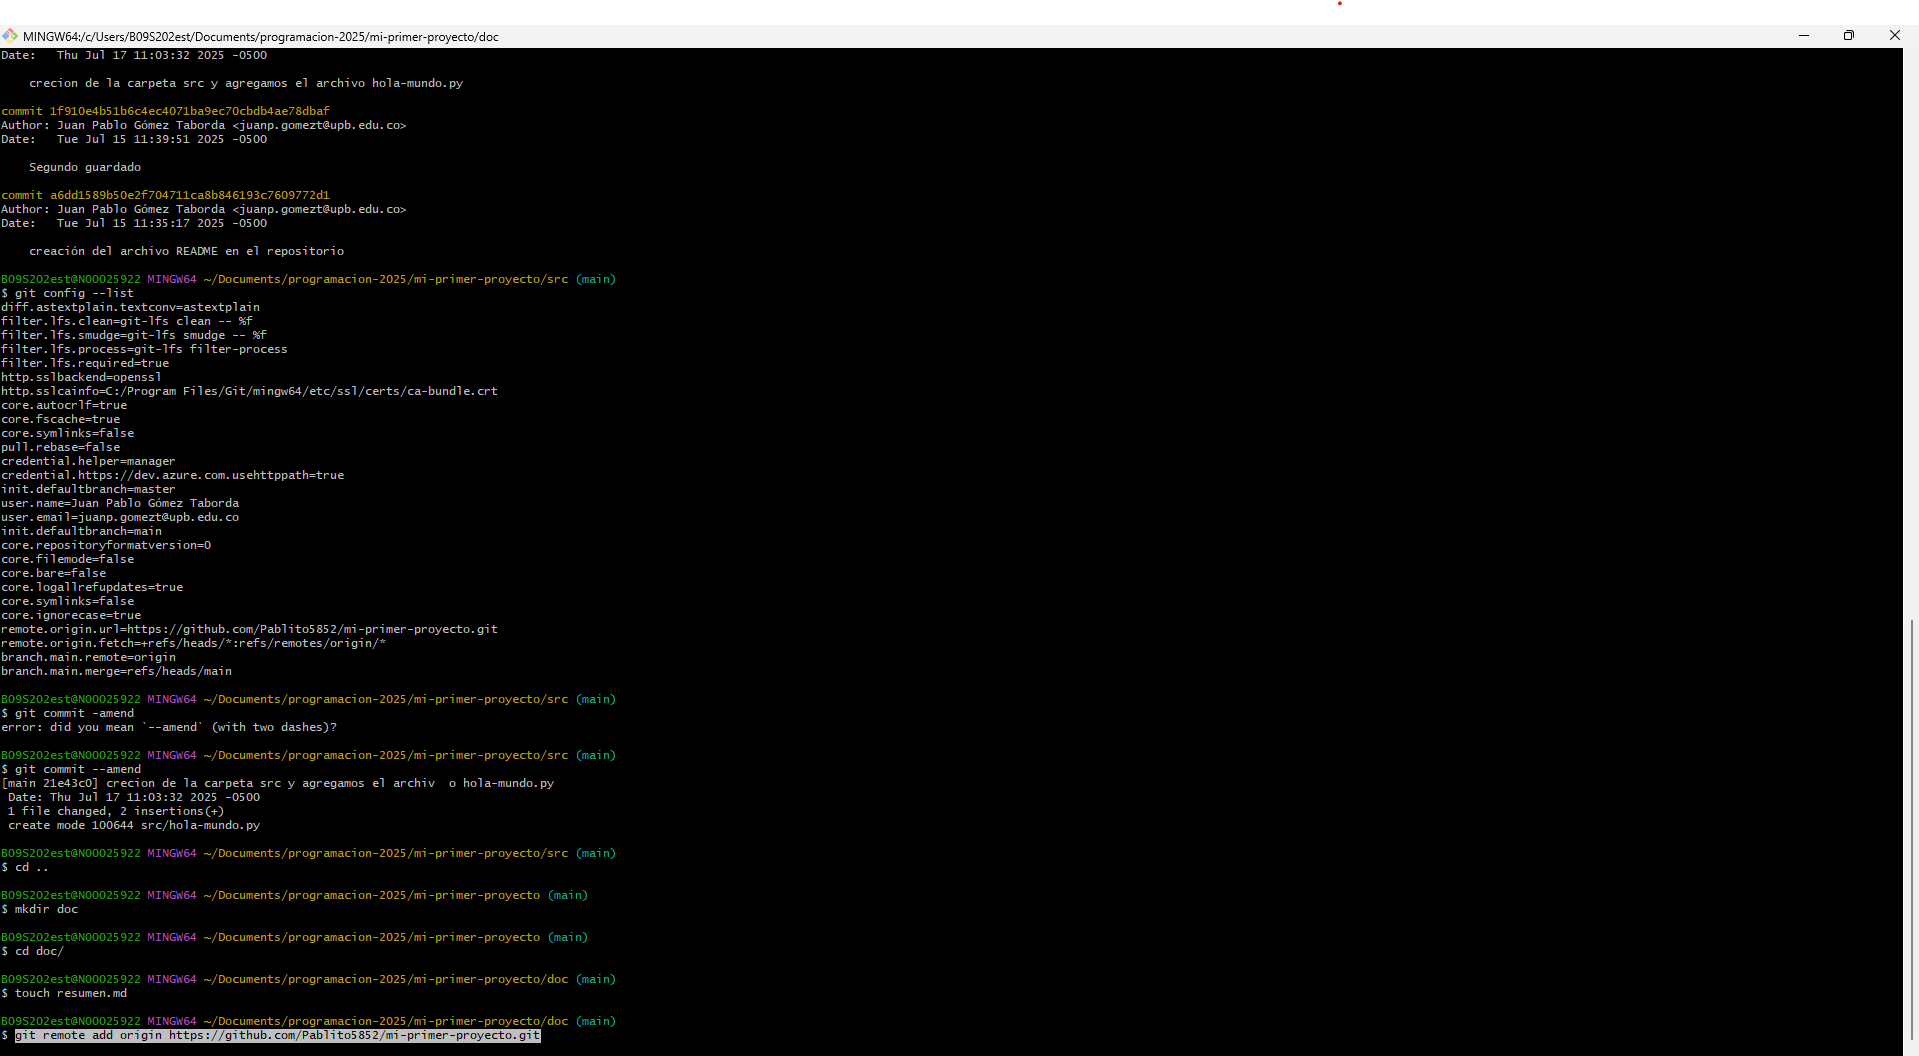 MINGW64:/c/Users/B09S202est/Documents/programacion-2025/mi-primer-proyecto/doc
Date:   Thu Jul 17 11:03:32 2025 -0500
    crecion de la carpeta src y agregamos el archivo hola-mundo.py
commit 1f910e4b51b6c4ec4071ba9ec70cbdb4ae78dbaf
Author: Juan Pablo Gómez Taborda <juanp.gomezt@upb.edu.co>
Date:   Tue Jul 15 11:39:51 2025 -0500
    Segundo guardado
commit a6dd1589b50e2f704711ca8b846193c7609772d1
Author: Juan Pablo Gómez Taborda <juanp.gomezt@upb.edu.co>
Date:   Tue Jul 15 11:35:17 2025 -0500
    creación del archivo README en el repositorio
B09S202est@N00025922 MINGW64 ~/Documents/programacion-2025/mi-primer-proyecto/src (main)
$ git config --list
diff.astextplain.textconv=astextplain
filter.lfs.clean=git-lfs clean -- %f
filter.lfs.smudge=git-lfs smudge -- %f
filter.lfs.process=git-lfs filter-process
filter.lfs.required=true
http.sslbackend=openssl
http.sslcainfo=C:/Program Files/Git/mingw64/etc/ssl/certs/ca-bundle.crt
core.autocrlf=true
core.fscache=true
core.symlinks=false
pull.rebase=false
credential.helper=manager
credential.https://dev.azure.com.usehttppath=true
init.defaultbranch=master
user.name=Juan Pablo Gómez Taborda
user.email=juanp.gomezt@upb.edu.co
init.defaultbranch=main
core.repositoryformatversion=0
core.filemode=false
core.bare=false
core.logallrefupdates=true
core.symlinks=false
core.ignorecase=true
remote.origin.url=https://github.com/Pablito5852/mi-primer-proyecto.git
remote.origin.fetch=+refs/heads/*:refs/remotes/origin/*
branch.main.remote=origin
branch.main.merge=refs/heads/main
B09S202est@N00025922 MINGW64 ~/Documents/programacion-2025/mi-primer-proyecto/src (main)
$ git commit -amend
error: did you mean `--amend` (with two dashes)?
B09S202est@N00025922 MINGW64 ~/Documents/programacion-2025/mi-primer-proyecto/src (main)
$ git commit --amend
[main 21e43c0] crecion de la carpeta src y agregamos el archiv  o hola-mundo.py
 Date: Thu Jul 17 11:03:32 2025 -0500
 1 file changed, 2 insertions(+)
 create mode 100644 src/hola-mundo.py
B09S202est@N00025922 MINGW64 ~/Documents/programacion-2025/mi-primer-proyecto/src (main)
$ cd ..
B09S202est@N00025922 MINGW64 ~/Documents/programacion-2025/mi-primer-proyecto (main)
$ mkdir doc
B09S202est@N00025922 MINGW64 ~/Documents/programacion-2025/mi-primer-proyecto (main)
$ cd doc/
B09S202est@N00025922 MINGW64 ~/Documents/programacion-2025/mi-primer-proyecto/doc (main)
$ touch resumen.md
B09S202est@N00025922 MINGW64 ~/Documents/programacion-2025/mi-primer-proyecto/doc (main)
$ git remote add origin https://github.com/Pablito5852/mi-primer-proyecto.git